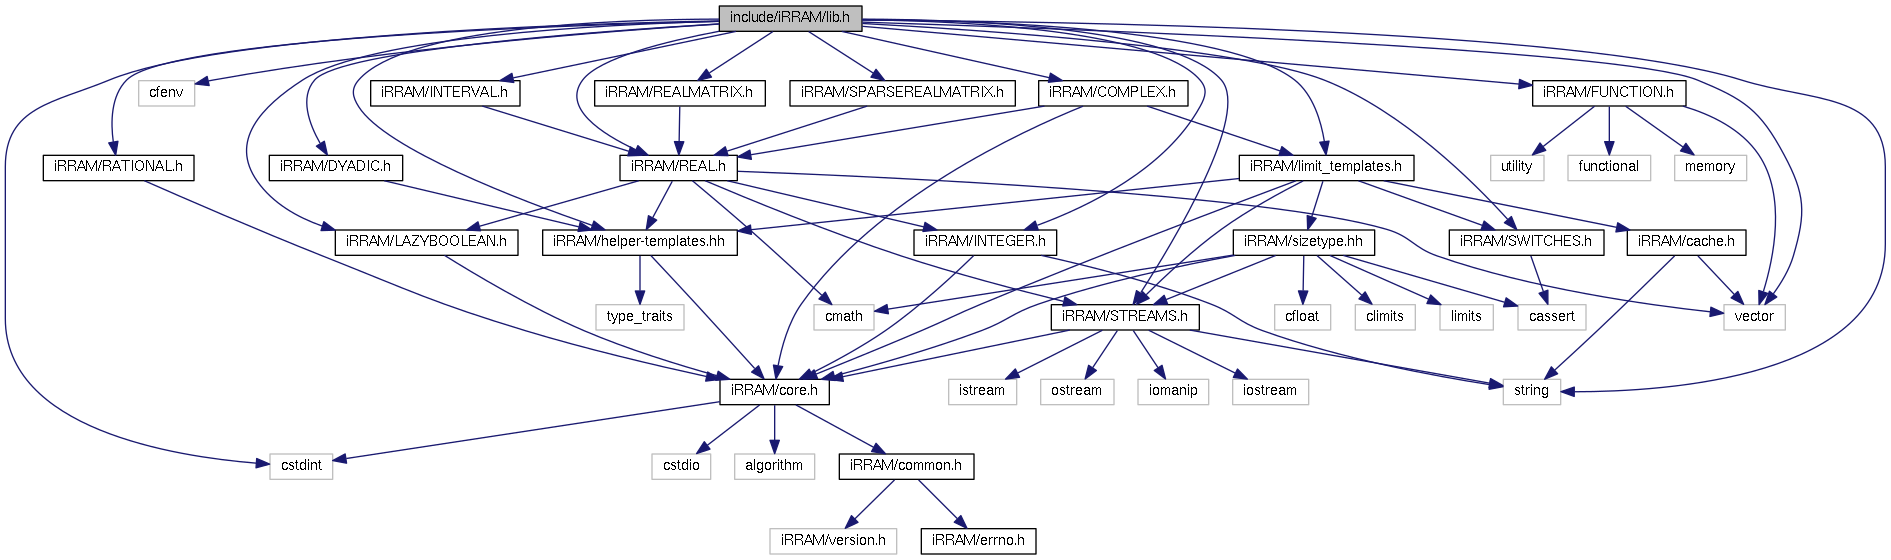 include/iRRAM/lib.h
cfenv
iRRAM/INTERVAL.h
iRRAM/REALMATRIX.h
iRRAM/SPARSEREALMATRIX.h
iRRAM/COMPLEX.h
iRRAM/FUNCTION.h
iRRAM/RATIONAL.h
iRRAM/DYADIC.h
iRRAM/REAL.h
iRRAM/limit_templates.h
utility
functional
memory
iRRAM/LAZYBOOLEAN.h
iRRAM/helper-templates.hh
iRRAM/INTEGER.h
iRRAM/sizetype.hh
iRRAM/SWITCHES.h
iRRAM/cache.h
type_traits
cmath
iRRAM/STREAMS.h
cfloat
climits
limits
cassert
vector
iRRAM/core.h
istream
ostream
iomanip
iostream
string
cstdint
cstdio
algorithm
iRRAM/common.h
iRRAM/version.h
iRRAM/errno.h